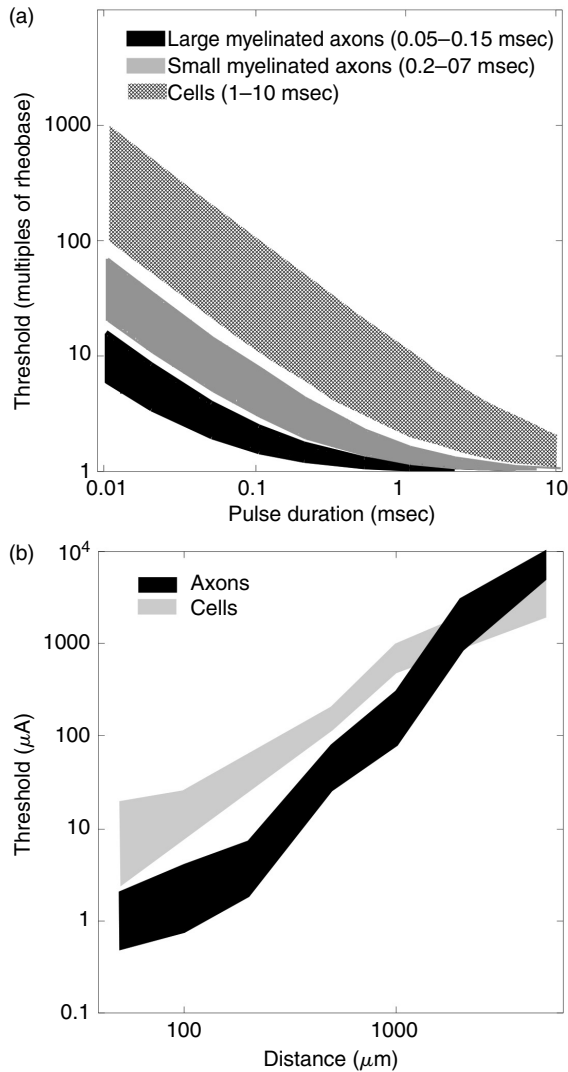 (a)
Large myelinated axons (0.05–0.15 msec)
Small myelinated axons (0.2–07 msec)
Cells (1–10 msec)
Threshold (multiples of rheobase)
1000
100
10
1
0.01
0.1
1
10
Pulse duration (msec)
(b)
Axons
Cells
Threshold (μA)
10⁴
1000
100
10
1
0.1
100
1000
Distance (μm)